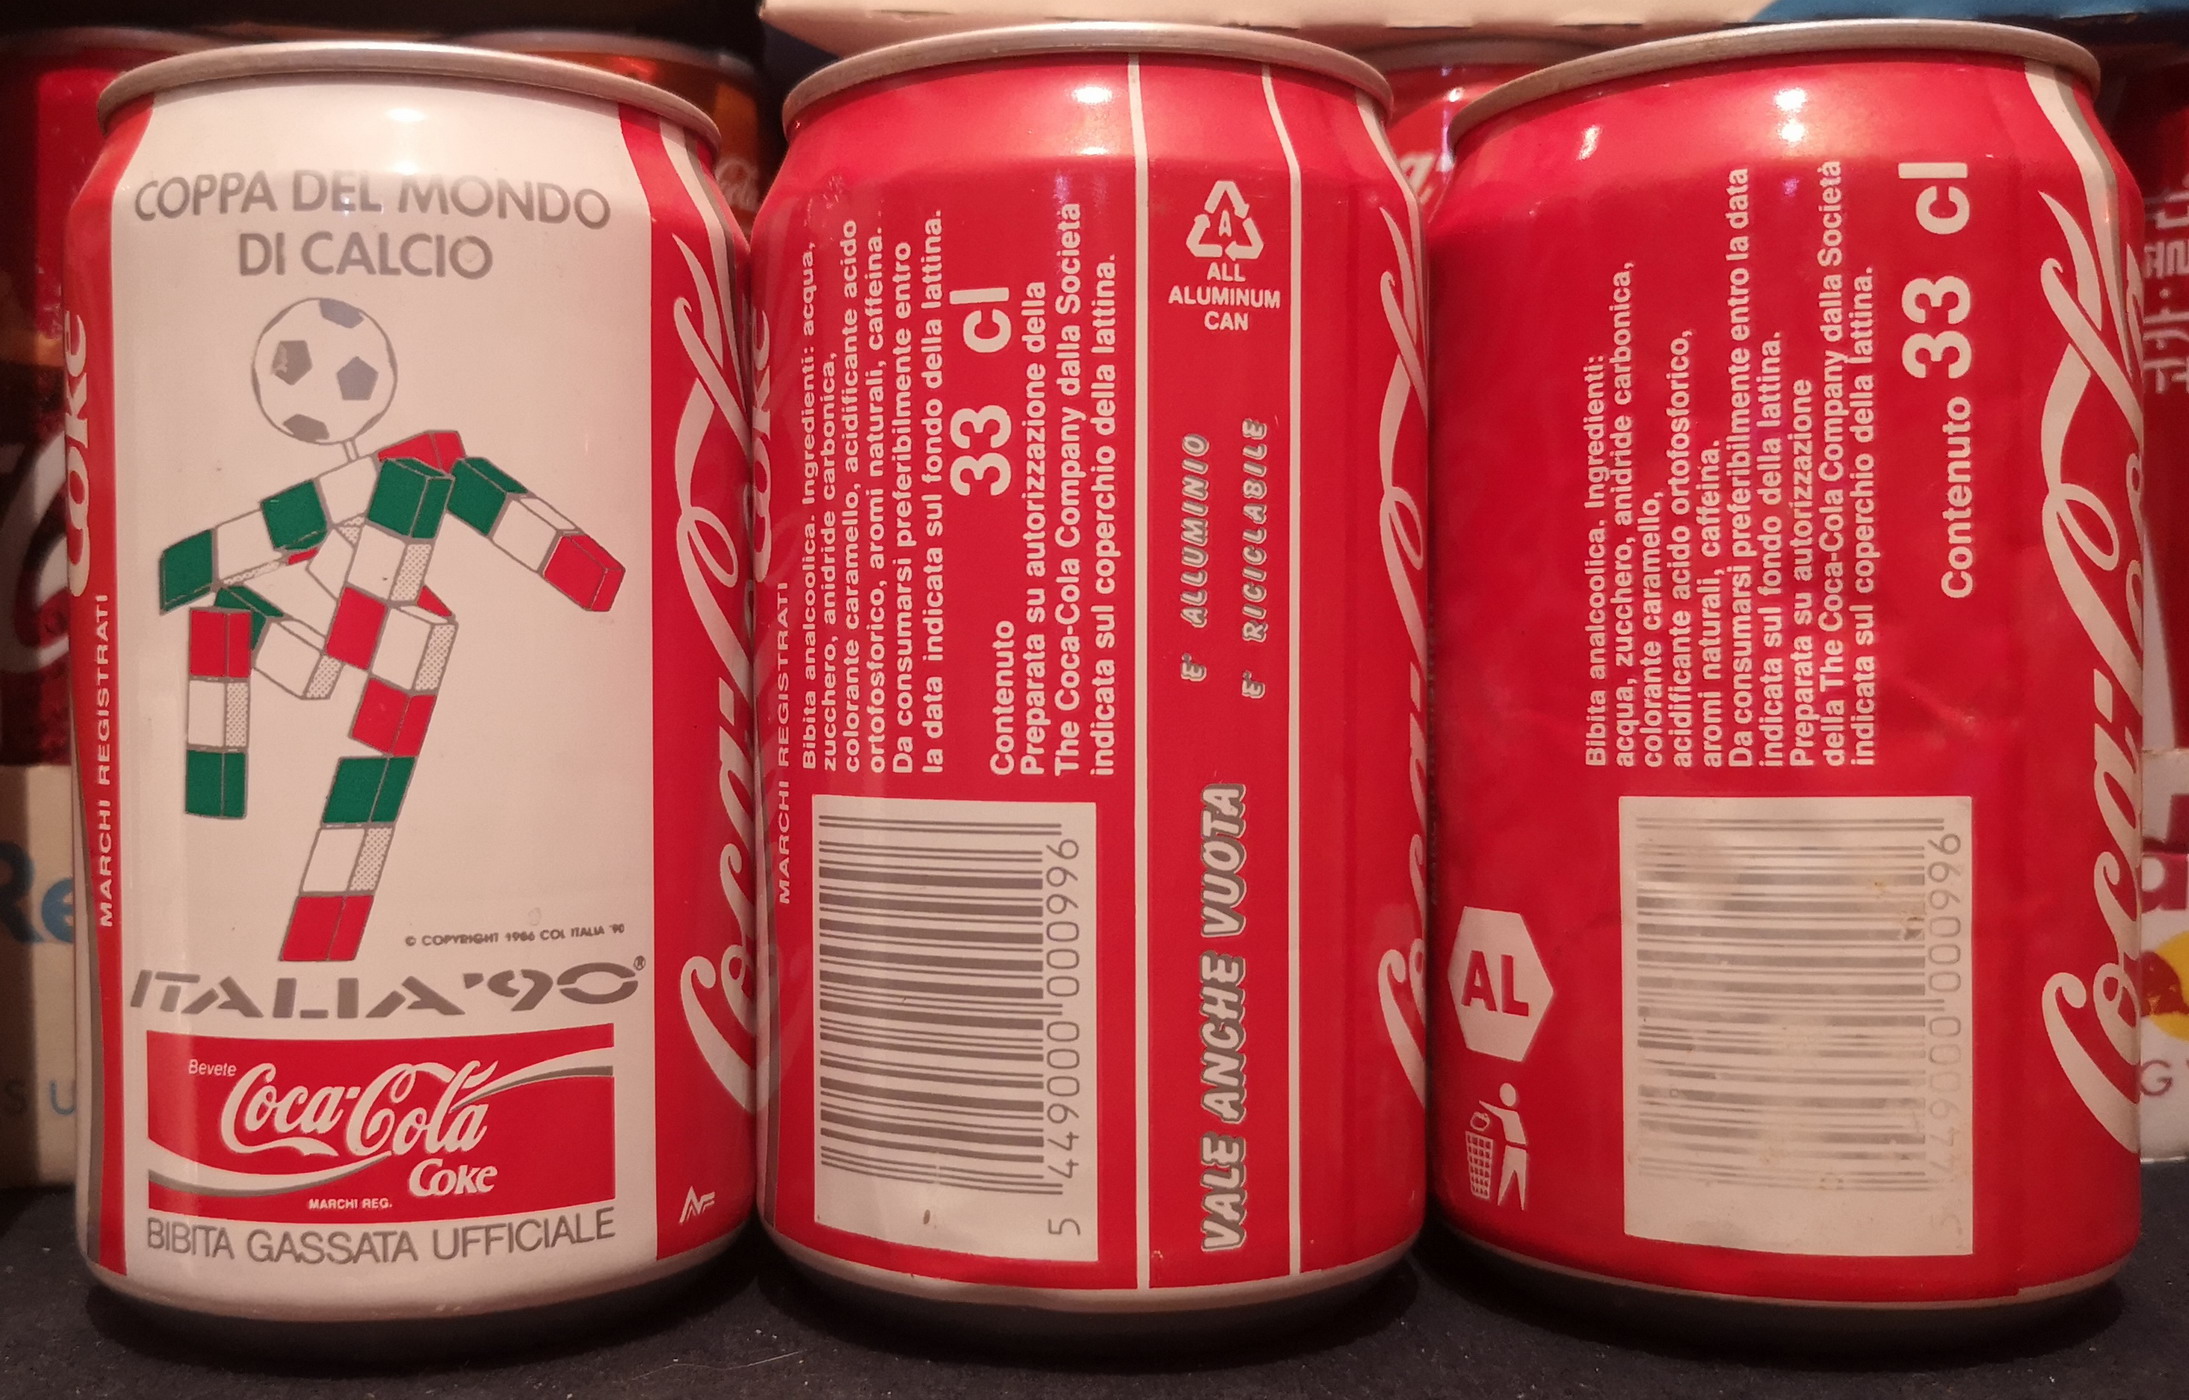 COPPA DEL MONDO
DI CALCIO
© COPYRIGHT 1986 COL ITALIA '90
ITALIA'90®
Bevete
Coca-Cola
Coke
MARCHI REG.
BIBITA GASSATA UFFICIALE
Coke
MARCHI REGISTRATI
Coca-Col
Coke
MARCHI REGISTRATI
Bibita analcoolica. Ingredienti: acqua,
zucchero, anidride carbonica,
colorante caramello, acidificante acido
ortofosforico, aromi naturali, caffeina.
Da consumarsi preferibilmente entro
la data indicata sul fondo della lattina.
Contenuto 33 cl
Preparata su autorizzazione della
The Coca-Cola Company dalla Società
indicata sul coperchio della lattina.
5 449000 000996
A
ALL
ALUMINUM
CAN
VALE ANCHE VUOTA
E' ALLUMINIO
E' RICICLABILE
Coca-Col
AL
Bibita analcoolica. Ingredienti:
acqua, zucchero, anidride carbonica,
colorante caramello,
acidificante acido ortofosforico,
aromi naturali, caffeina.
Da consumarsi preferibilmente entro la data
indicata sul fondo della lattina.
Preparata su autorizzazione
della The Coca-Cola Company dalla Società
indicata sul coperchio della lattina.
Contenuto 33 cl
5 449000 000996
Coca-Col